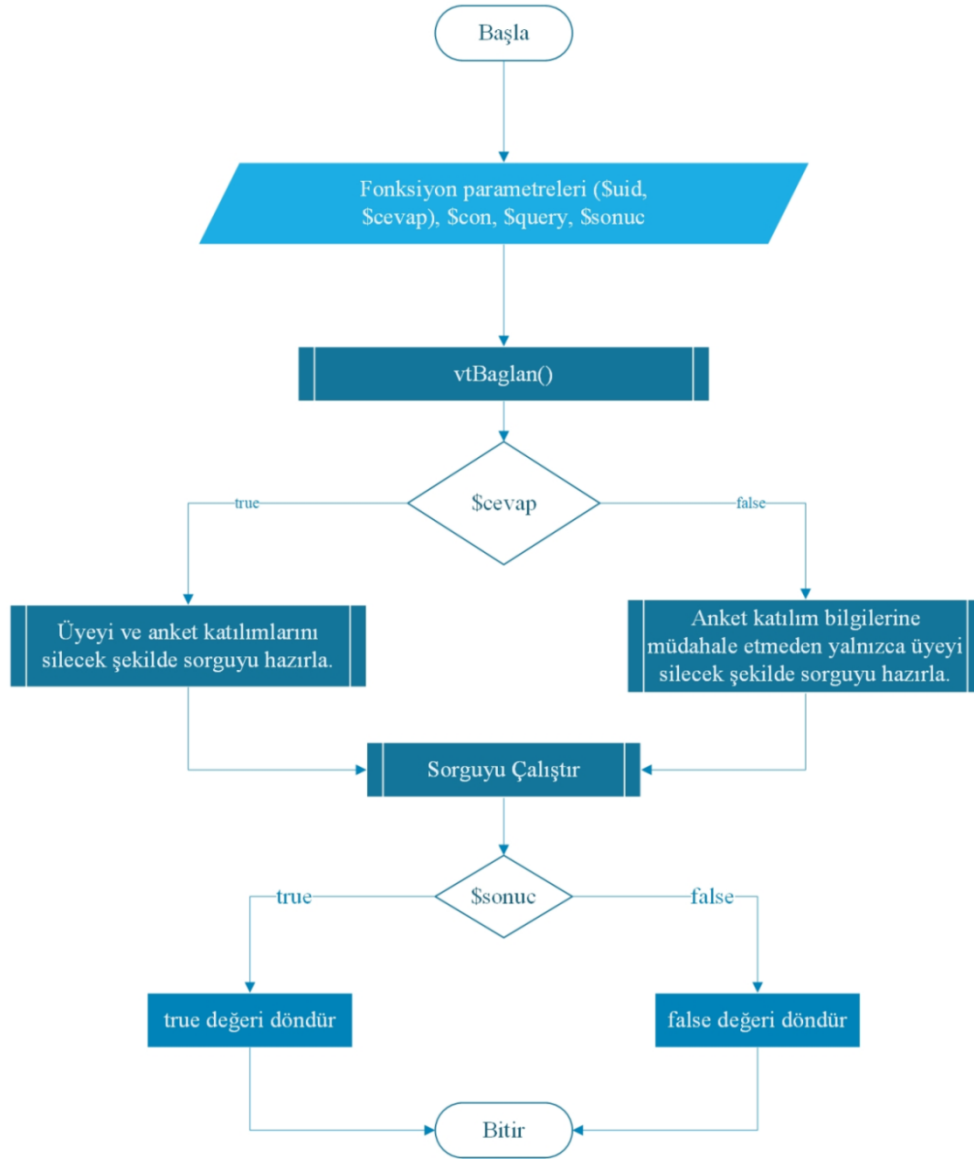 Başla
Fonksiyon parametreleri ($uid,
$cevap), $con, $query, $sonuc
vtBaglan()
$cevap
true
false
Üyeyi ve anket katılımlarını
silecek şekilde sorguyu hazırla.
Anket katılım bilgilerine
müdahale etmeden yalnızca üyeyi
silecek şekilde sorguyu hazırla.
Sorguyu Çalıştır
$sonuc
true
false
true değeri döndür
false değeri döndür
Bitir